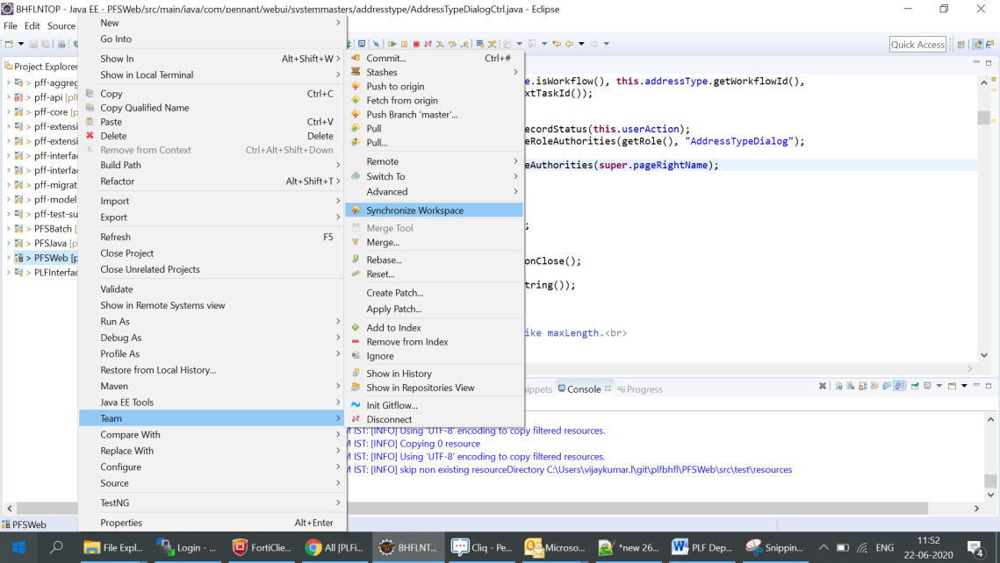 BHFLNTOP - Java EE - PFSWeb/src/main/java/com/pennant/webui/systemmasters/addresstype/AddressTypeDialogCtrl.java - Eclipse
File Edit Source
Quick Access
Project Explorer
> pff-aggreg
> pff-api [plf
> pff-core [p
> pff-extensi
> pff-extensi
> pff-interfac
> pff-interfac
> pff-migrat
> pff-model
> pff-test-su
> PFSBatch [
> PFSJava [p
> PFSWeb [p
> PLFInterfac
New
Go Into
Show In Alt+Shift+W >
Show in Local Terminal
Copy Ctrl+C
Copy Qualified Name
Paste Ctrl+V
Delete Delete
Remove from Context Ctrl+Alt+Shift+Down
Build Path
Refactor Alt+Shift+T >
Import
Export
Refresh F5
Close Project
Close Unrelated Projects
Validate
Show in Remote Systems view
Run As
Debug As
Profile As
Restore from Local History...
Maven
Java EE Tools
Team
Compare With
Replace With
Configure
Source
TestNG
Properties Alt+Enter
Commit... Ctrl+#
Stashes
Push to origin
Fetch from origin
Push Branch 'master'...
Pull
Pull...
Remote
Switch To
Advanced
Synchronize Workspace
Merge Tool
Merge...
Rebase...
Reset...
Create Patch...
Apply Patch...
Add to Index
Remove from Index
Ignore
Show in History
Show in Repositories View
Init Gitflow...
Disconnect
e.isWorkflow(), this.addressType.getWorkflowId(),
xtTaskId());
ecordStatus(this.userAction);
eRoleAuthorities(getRole(), "AddressTypeDialog");
eAuthorities(super.pageRightName);
;
onClose();
tring());
ike maxLength.<br>
nippets Console Progress
M IST: [INFO] Using 'UTF-8' encoding to copy filtered resources.
M IST: [INFO] Copying 0 resource
M IST: [INFO] Using 'UTF-8' encoding to copy filtered resources.
M IST: [INFO] skip non existing resourceDirectory C:\Users\vijaykumar.l\git\plfbhfl\PFSWeb\src\test\resources
PFSWeb
File Expl... Login - ... FortiClie... All [PLFi... BHFLNT... Cliq - Pe... Microso... *new 26... PLF Dep... Snippin... ENG 11:52
22-06-2020
4